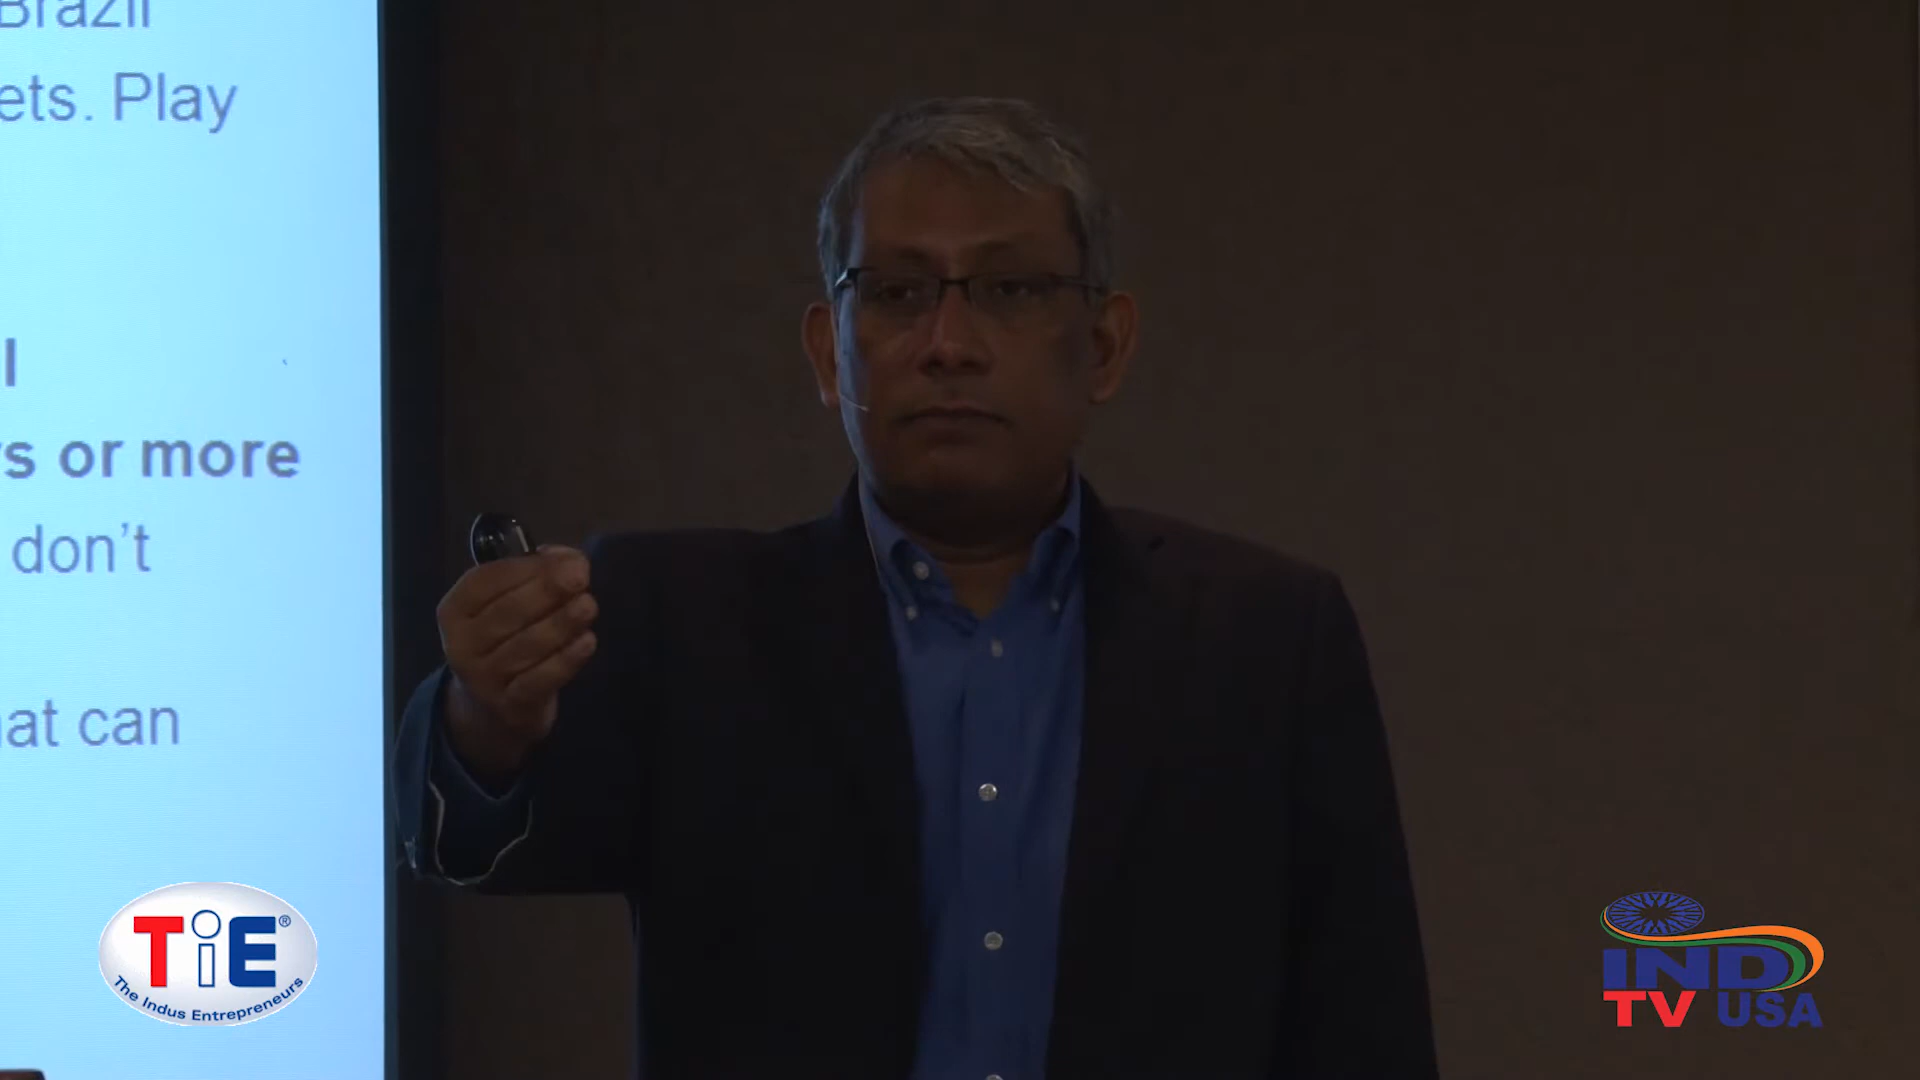 Brazil
ets. Play
l
s or more
don't
at can
TiE®
The Indus Entrepreneurs
IND
TV USA